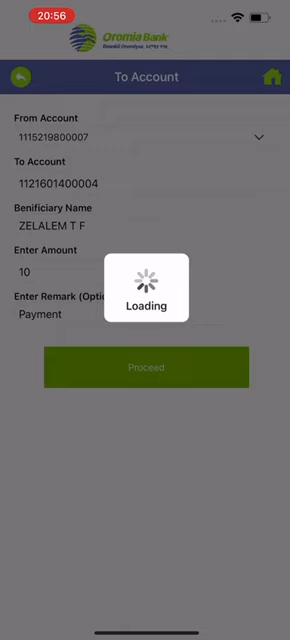 20:56
Oromia Bank
To Account
From Account
1115219800007
To Account
1121601400004
Benificiary Name
ZELALEM T F
Enter Amount
10
Loading
Enter Remark (Opti
Payment
Proceed